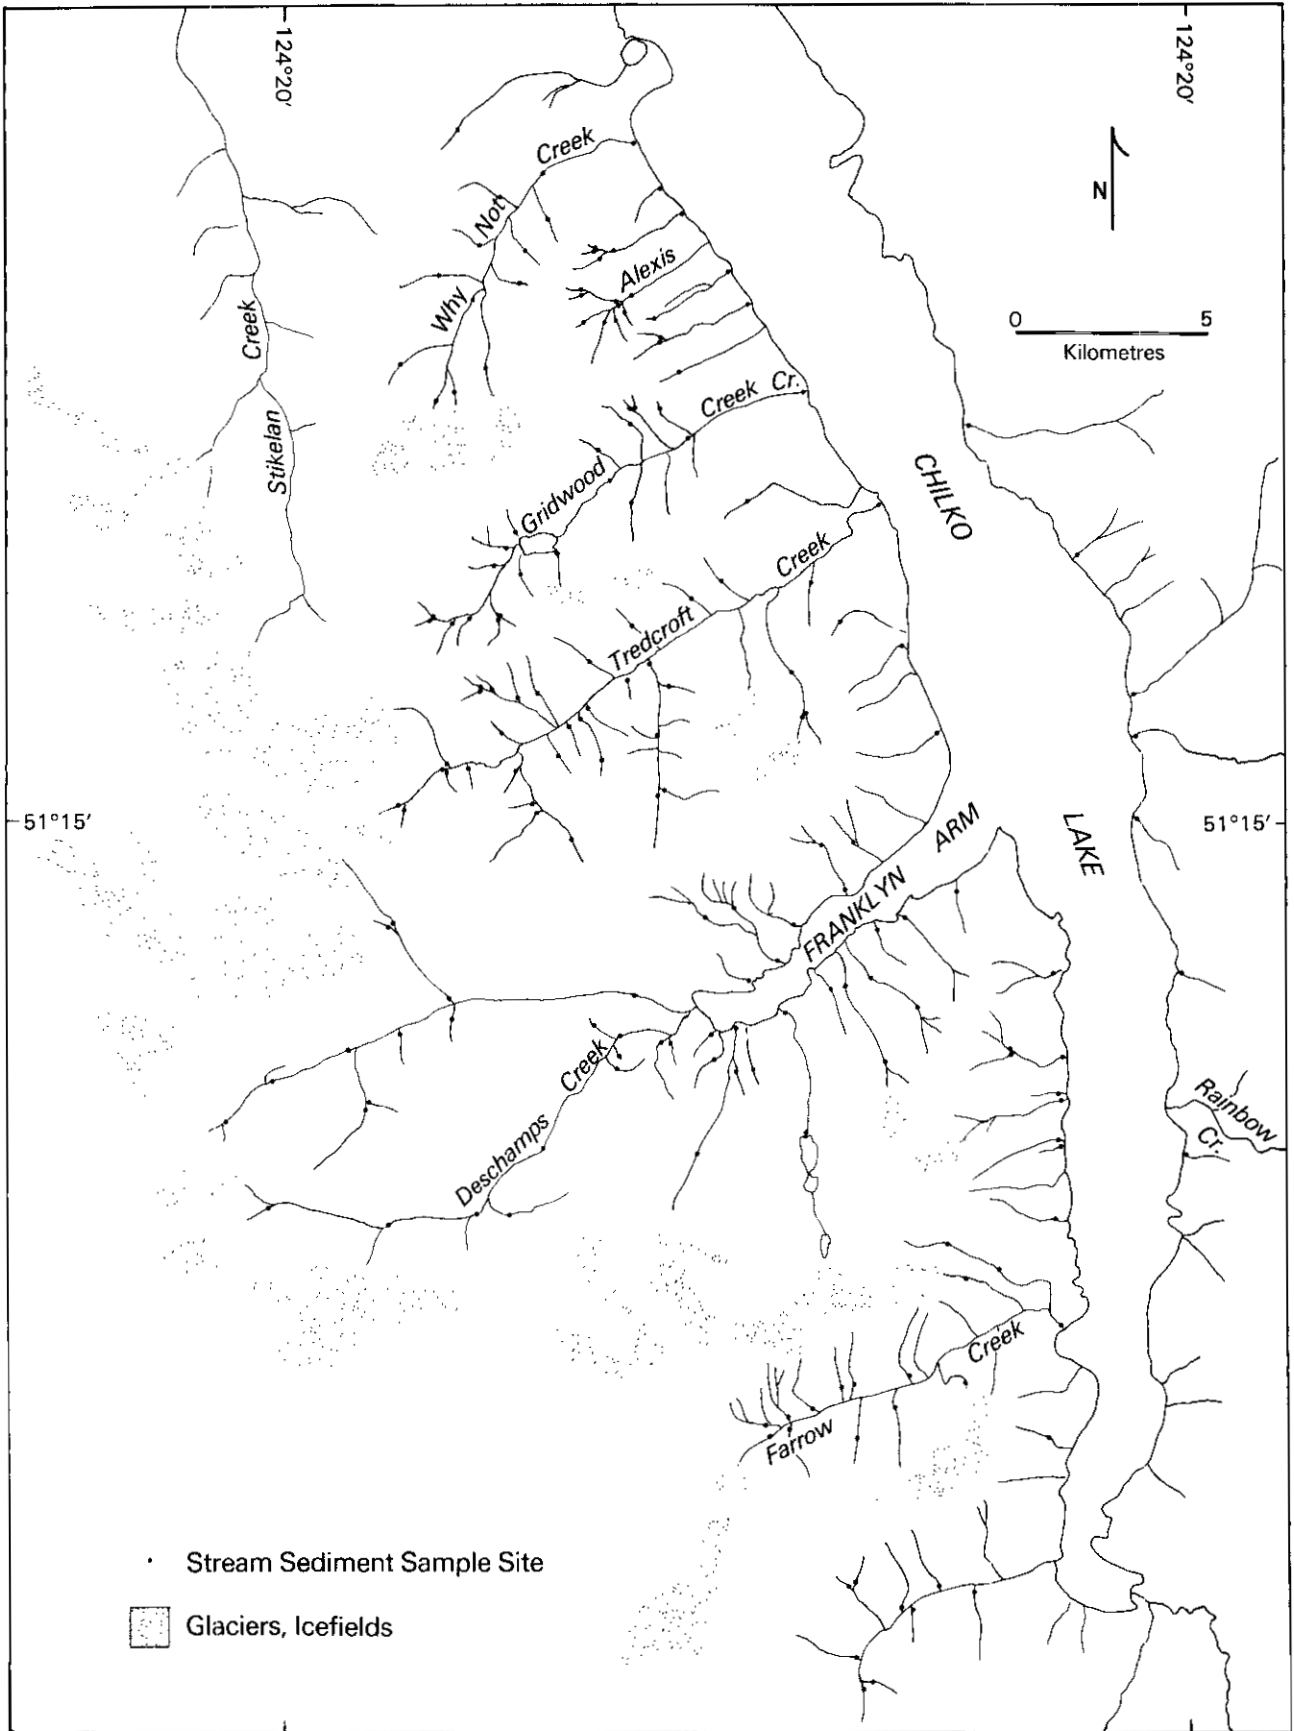 124°20'
124°20'
Creek
Not
Why
Alexis
N
0 5
Kilometres
Creek
Stikelan
Creek Cr.
Gridwood
CHILKO
Creek
Tredcroft
51°15'
51°15'
LAKE
FRANKLYN ARM
Creek
Deschamps
Rainbow
Cr.
Creek
Farrow
Stream Sediment Sample Site
Glaciers, Icefields